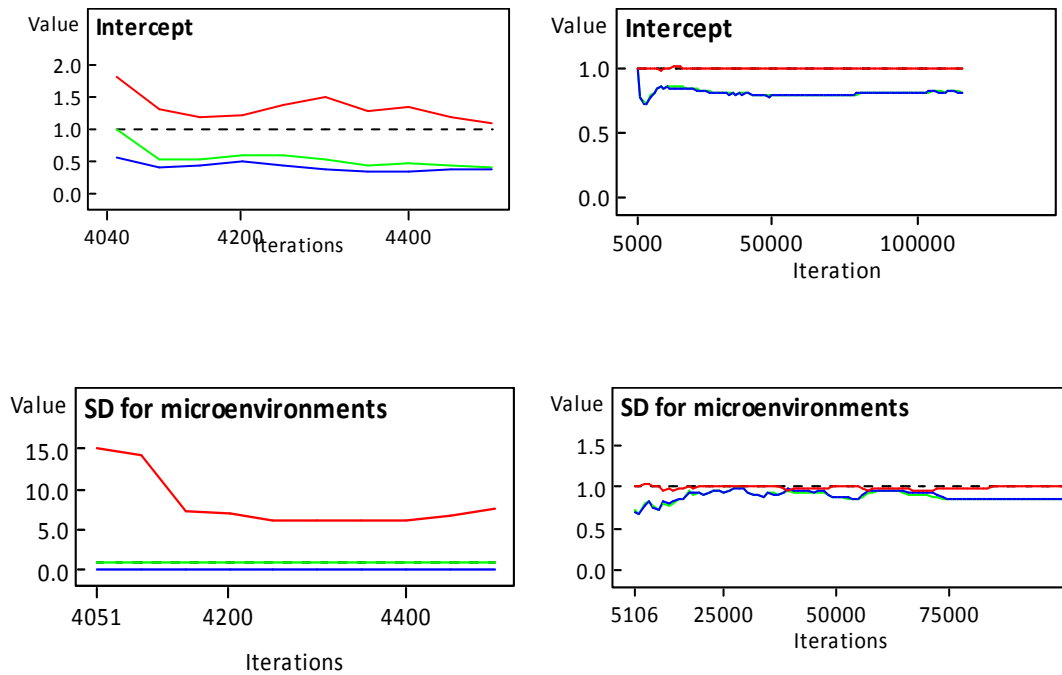 Value Intercept
2.0
1.5
1.0
0.5
0.0
4040 4200 4400
Iterations
Value Intercept
1.0
0.5
0.0
5000 50000 100000
Iteration
Value SD for microenvironments
15.0
10.0
5.0
0.0
4051 4200 4400
Iterations
Value SD for microenvironments
1.5
1.0
0.5
0.0
5106 25000 50000 75000
Iterations